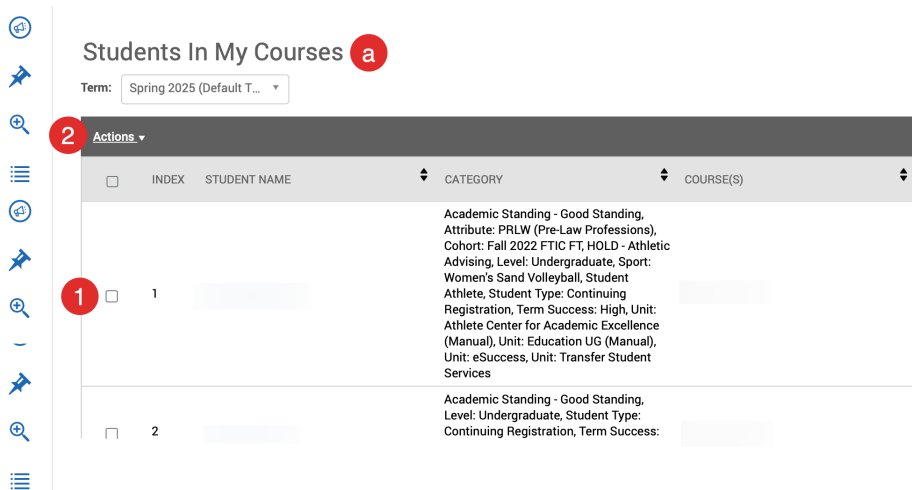 Students In My Courses a
Term: Spring 2025 (Default T...
2 Actions
INDEX STUDENT NAME CATEGORY COURSE(S)
Academic Standing - Good Standing,
Attribute: PRLW (Pre-Law Professions),
Cohort: Fall 2022 FTIC FT, HOLD - Athletic
Advising, Level: Undergraduate, Sport:
Women's Sand Volleyball, Student
1 1 Athlete, Student Type: Continuing
Registration, Term Success: High, Unit:
Athlete Center for Academic Excellence
(Manual), Unit: Education UG (Manual),
Unit: eSuccess, Unit: Transfer Student
Services
Academic Standing - Good Standing,
Level: Undergraduate, Student Type:
2 Continuing Registration, Term Success: